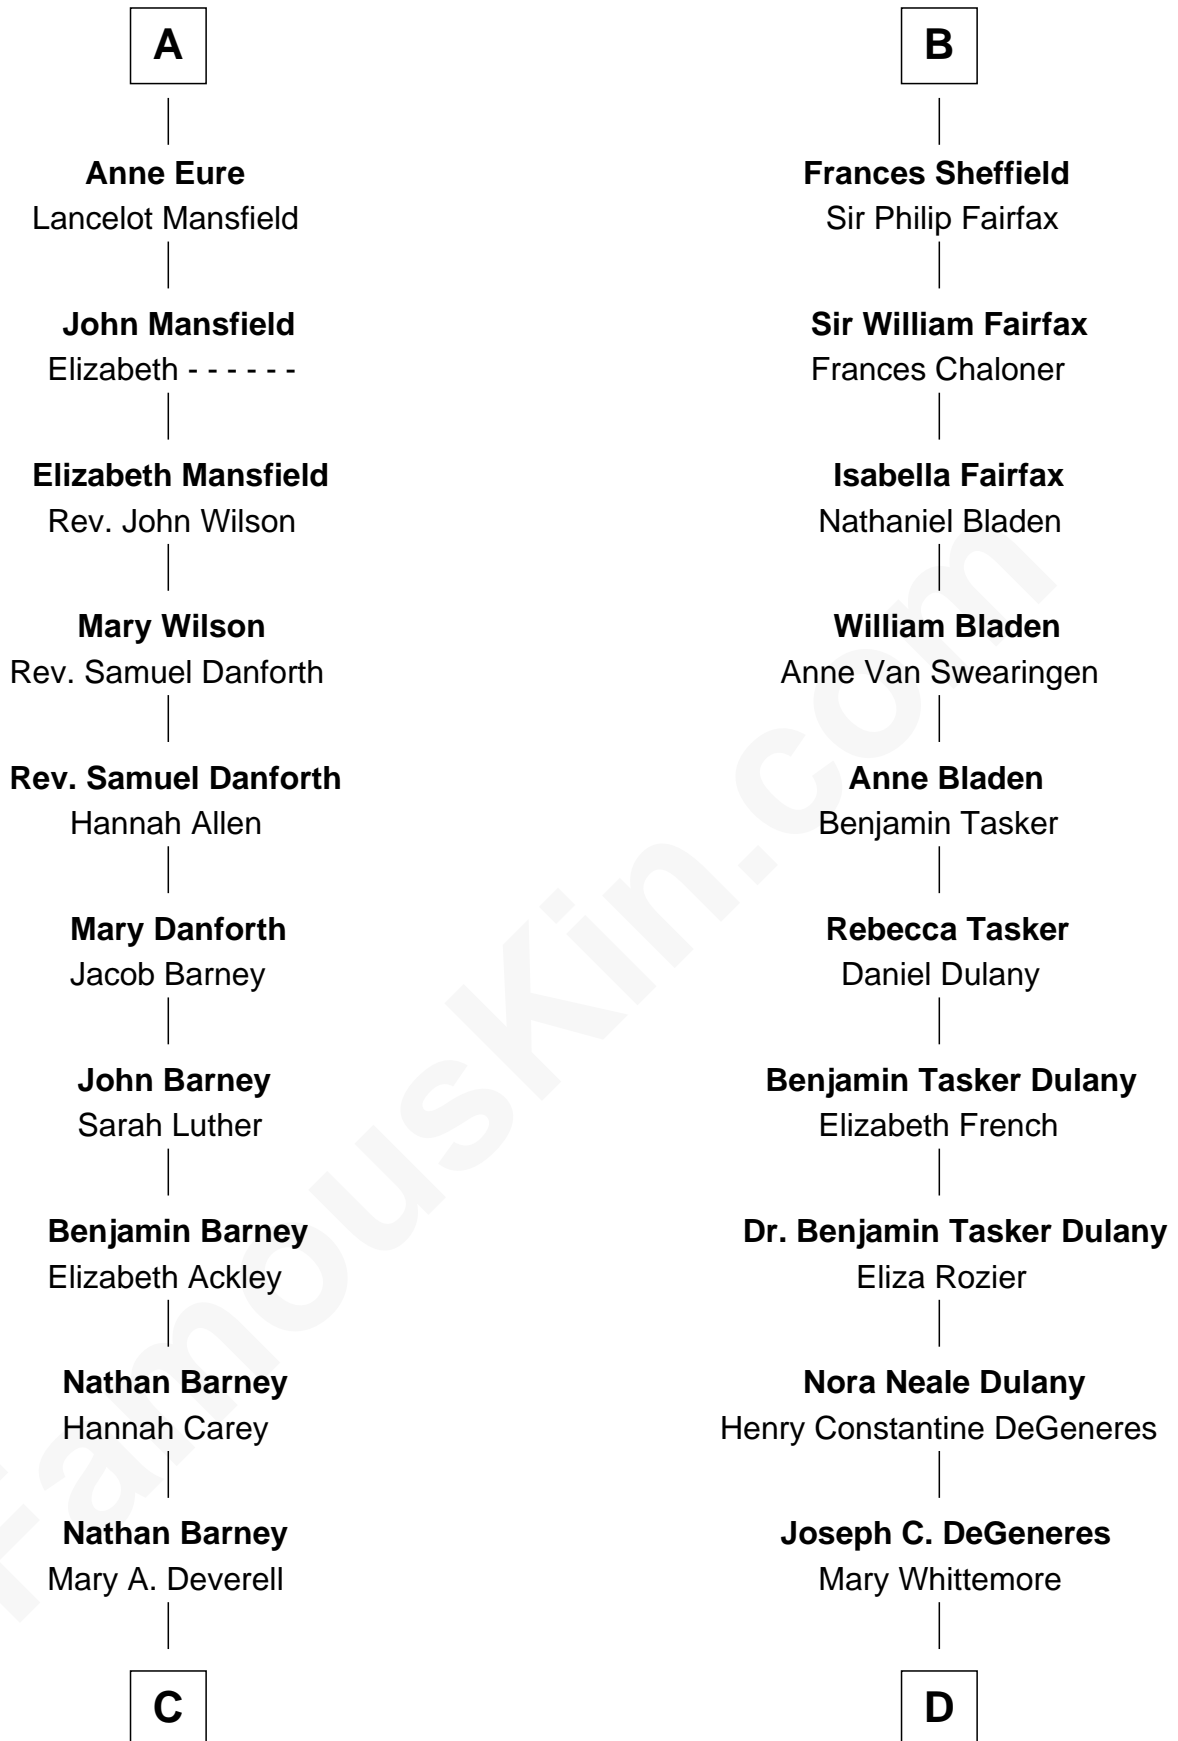 A
Anne Eure
Lancelot Mansfield
John Mansfield
Elizabeth - - - - - -
Elizabeth Mansfield
Rev. John Wilson
Mary Wilson
Rev. Samuel Danforth
Rev. Samuel Danforth
Hannah Allen
Mary Danforth
Jacob Barney
John Barney
Sarah Luther
Benjamin Barney
Elizabeth Ackley
Nathan Barney
Hannah Carey
Nathan Barney
Mary A. Deverell
C
B
Frances Sheffield
Sir Philip Fairfax
Sir William Fairfax
Frances Chaloner
Isabella Fairfax
Nathaniel Bladen
William Bladen
Anne Van Swearingen
Anne Bladen
Benjamin Tasker
Rebecca Tasker
Daniel Dulany
Benjamin Tasker Dulany
Elizabeth French
Dr. Benjamin Tasker Dulany
Eliza Rozier
Nora Neale Dulany
Henry Constantine DeGeneres
Joseph C. DeGeneres
Mary Whittemore
D
FamousKin.com